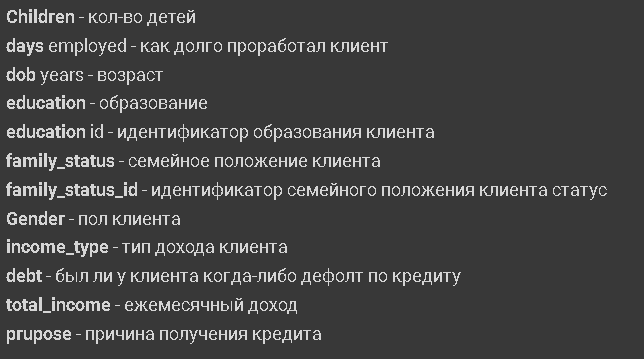 Children - кол-во детей
days employed - как долго проработал клиент
dob years - возраст
education - образование
education id - идентификатор образования клиента
family_status - семейное положение клиента
family_status_id - идентификатор семейного положения клиента статус
Gender - пол клиента
income_type - тип дохода клиента
debt - был ли у клиента когда-либо дефолт по кредиту
total_income - ежемесячный доход
prupose - причина получения кредита